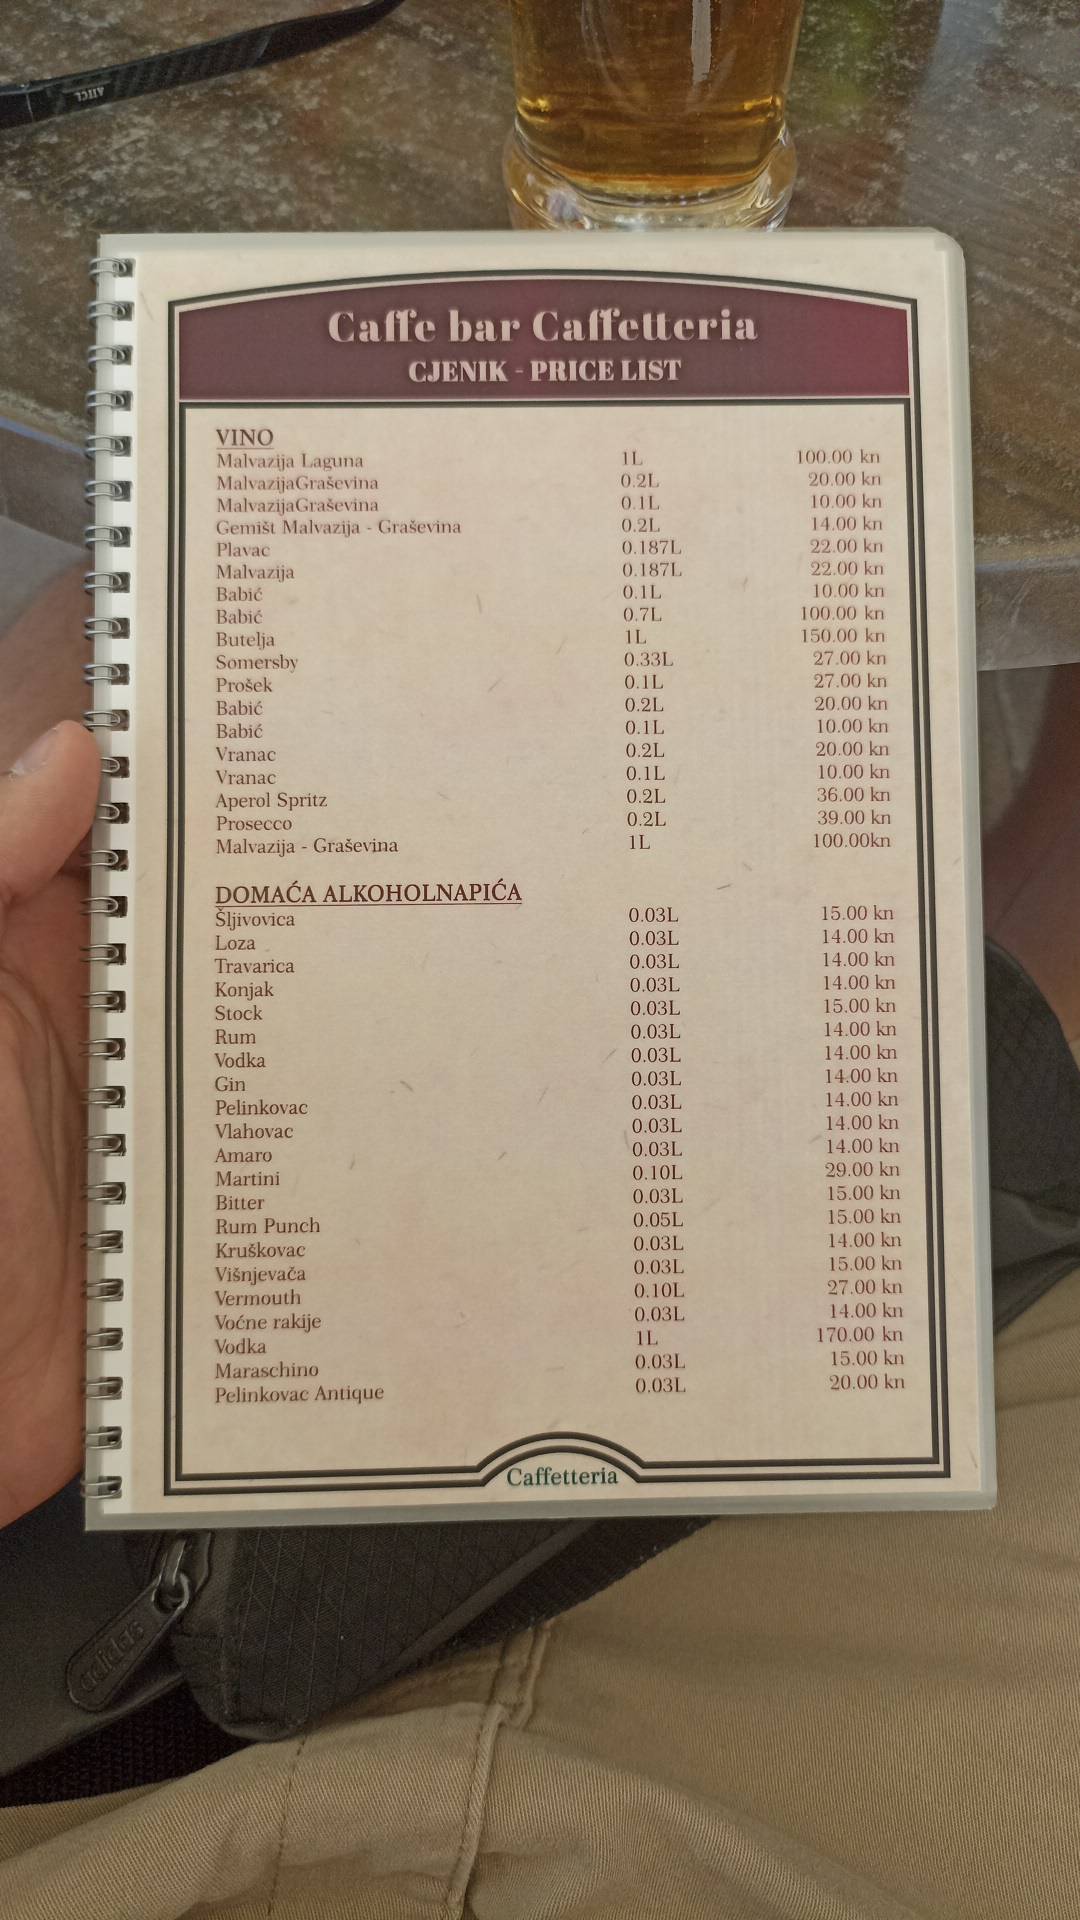 Caffe bar Caffetteria
CJENIK - PRICE LIST
VINO
Malvazija Laguna 1L 100.00 kn
MalvazijaGraševina 0.2L 20.00 kn
MalvazijaGraševina 0.1L 10.00 kn
Gemišt Malvazija - Graševina 0.2L 14.00 kn
Plavac 0.187L 22.00 kn
Malvazija 0.187L 22.00 kn
Babić 0.1L 10.00 kn
Babić 0.7L 100.00 kn
Butelja 1L 150.00 kn
Somersby 0.33L 27.00 kn
Prošek 0.1L 27.00 kn
Babić 0.2L 20.00 kn
Babić 0.1L 10.00 kn
Vranac 0.2L 20.00 kn
Vranac 0.1L 10.00 kn
Aperol Spritz 0.2L 36.00 kn
Prosecco 0.2L 39.00 kn
Malvazija - Graševina 1L 100.00kn
DOMAĆA ALKOHOLNAPIĆA
Šljivovica 0.03L 15.00 kn
Loza 0.03L 14.00 kn
Travarica 0.03L 14.00 kn
Konjak 0.03L 14.00 kn
Stock 0.03L 15.00 kn
Rum 0.03L 14.00 kn
Vodka 0.03L 14.00 kn
Gin 0.03L 14.00 kn
Pelinkovac 0.03L 14.00 kn
Vlahovac 0.03L 14.00 kn
Amaro 0.03L 14.00 kn
Martini 0.10L 29.00 kn
Bitter 0.03L 15.00 kn
Rum Punch 0.05L 15.00 kn
Kruškovac 0.03L 14.00 kn
Višnjevača 0.03L 15.00 kn
Vermouth 0.10L 27.00 kn
Voćne rakije 0.03L 14.00 kn
Vodka 1L 170.00 kn
Maraschino 0.03L 15.00 kn
Pelinkovac Antique 0.03L 20.00 kn
Caffetteria
adidas